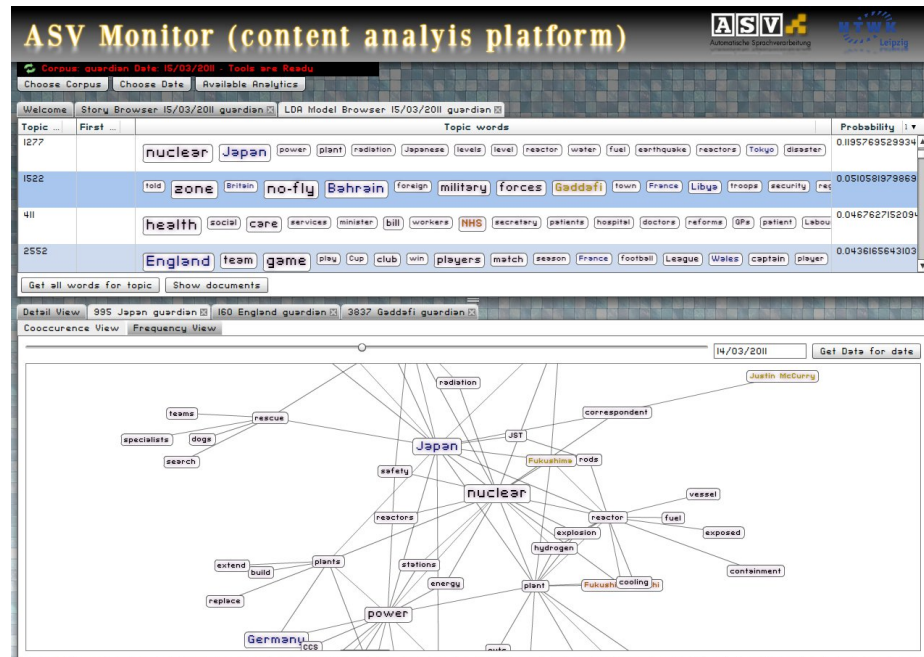 ASV Monitor (content analyis platform)
ASV
Automatische Sprachverarbeitung
HTWK
Leipzig
Corpus: guardian Date: 15/03/2011 - Tools are Ready
Choose Corpus Choose Date Available Analytics
Welcome Story Browser 15/03/2011 guardian LDA Model Browser 15/03/2011 guardian
Topic ... First ... Topic words Probability 1
1277 nuclear Japan power plant radiation Japanese levels level reactor water fuel earthquake reactors Tokyo disaster 0.1195769529934
1522 told zone Britain no-fly Bahrain foreign military forces Gaddafi town France Libya troops security reg 0.0510581979869
411 health social care services minister bill workers NHS secretary patients hospital doctors reforms GPs patient Labou 0.0467627152094
2552 England team game play Cup club win players match season France football League Wales captain player 0.0436165643103
Get all words for topic Show documents
Detail View 995 Japan guardian 160 England guardian 3837 Gaddafi guardian
Cooccurence View Frequency View
14/03/2011 Get Data for date
Justin McCurry
radiation
teams rescue correspondent
specialists dogs JST
Japan
search Fukushima rods
safety
nuclear vessel
reactors reactor fuel
explosion exposed
hydrogen
extend build plants stations containment
energy plant cooling
replace
power
Germany
CCS